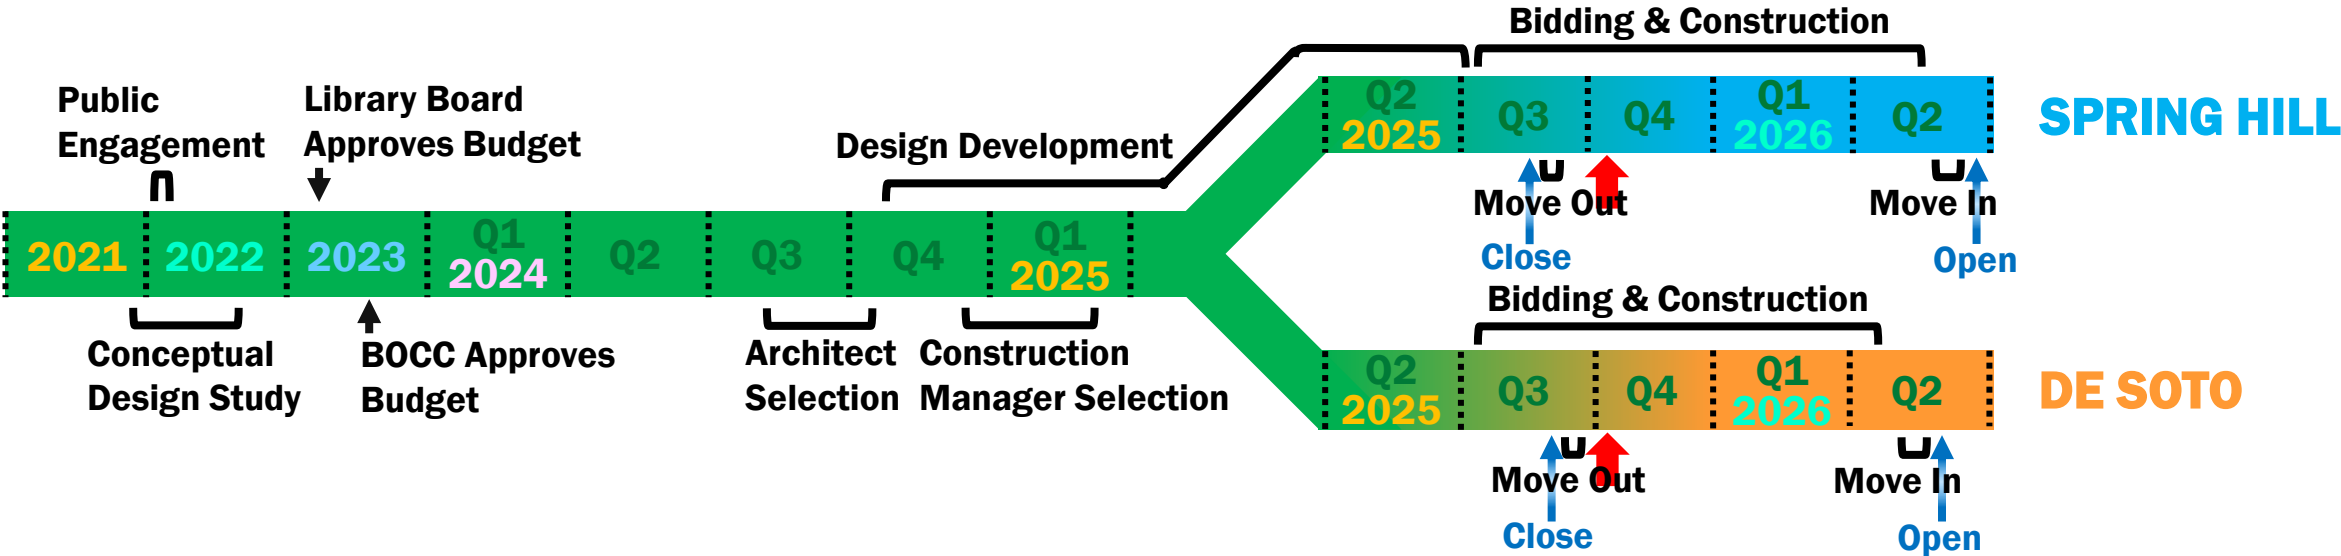 Bidding & Construction
Public
Engagement
Library Board
Approves Budget
Design Development
Q2
2025
Q3
Q4
Q1
2026
Q2
SPRING HILL
Move Out
Move In
Close
Open
2021
2022
2023
Q1
2024
Q2
Q3
Q4
Q1
2025
Conceptual
Design Study
BOCC Approves
Budget
Architect
Selection
Construction
Manager Selection
Bidding & Construction
Q2
2025
Q3
Q4
Q1
2026
Q2
DE SOTO
Move Out
Move In
Close
Open